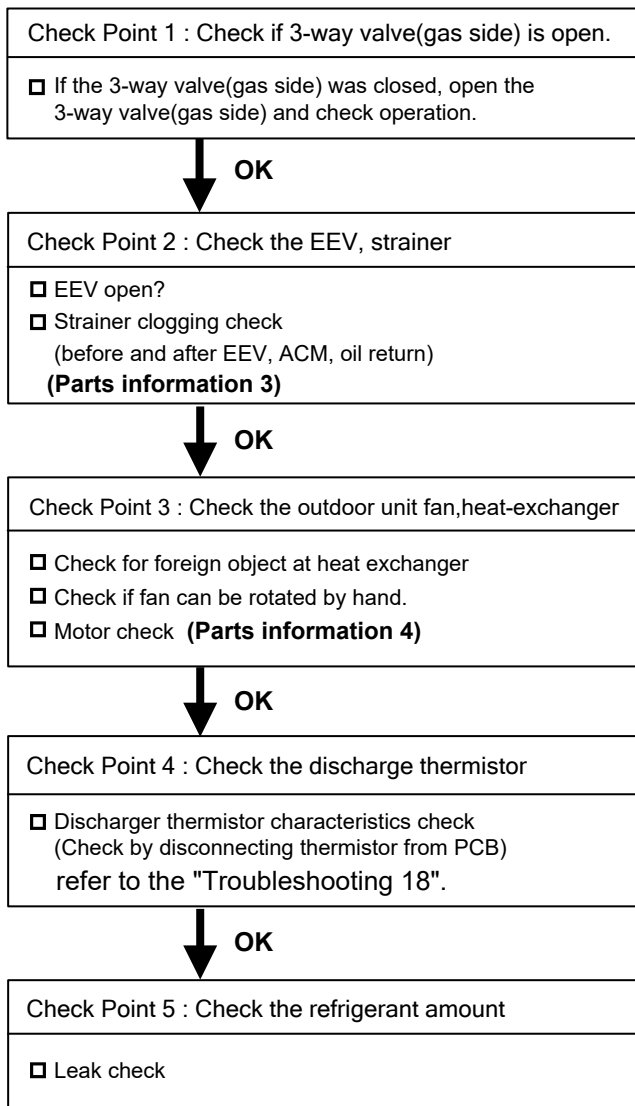 Check Point 1 : Check if 3-way valve(gas side) is open.
If the 3-way valve(gas side) was closed, open the
3-way valve(gas side) and check operation.
OK
Check Point 2 : Check the EEV, strainer
EEV open?
Strainer clogging check
(before and after EEV, ACM, oil return)
(Parts information 3)
OK
Check Point 3 : Check the outdoor unit fan,heat-exchanger
Check for foreign object at heat exchanger
Check if fan can be rotated by hand.
Motor check (Parts information 4)
OK
Check Point 4 : Check the discharge thermistor
Discharger thermistor characteristics check
(Check by disconnecting thermistor from PCB)
refer to the "Troubleshooting 18".
OK
Check Point 5 : Check the refrigerant amount
Leak check